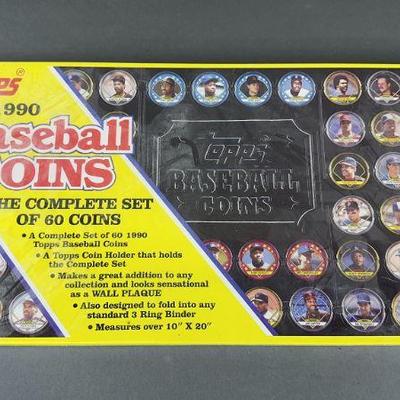 PPS®
1990
Baseball
COINS
THE COMPLETE SET
OF 60 COINS
• A Complete Set of 60 1990
Topps Baseball Coins
• A Topps Coin Holder that holds
the Complete Set
• Makes a great addition to any
collection and looks sensational
as a WALL PLAQUE
• Also designed to fold into any
standard 3 Ring Binder
• Measures over 10" X 20"
Topps
BASEBALL
COINS